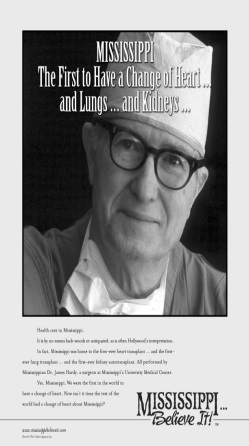 MISSISSIPPI
The First to Have a Change of Heart ...
and Lungs ... and Kidneys ...
Health care in Mississippi.
It is by no means back-woods or antiquated, as is often Hollywood's interpretation.
In fact, Mississippi was home to the first-ever heart transplant ... and the first-
ever lung transplant ... and the first-ever kidney autotransplant. All performed by
Mississippian Dr. James Hardy, a surgeon at Mississippi's University Medical Center.
Yes, Mississippi. We were the first in the world to
have a change of heart. Now isn't it time the rest of the
world had a change of heart about Mississippi?
MISSISSIPPI...
Believe It!™
www.mississippibelieveit.com